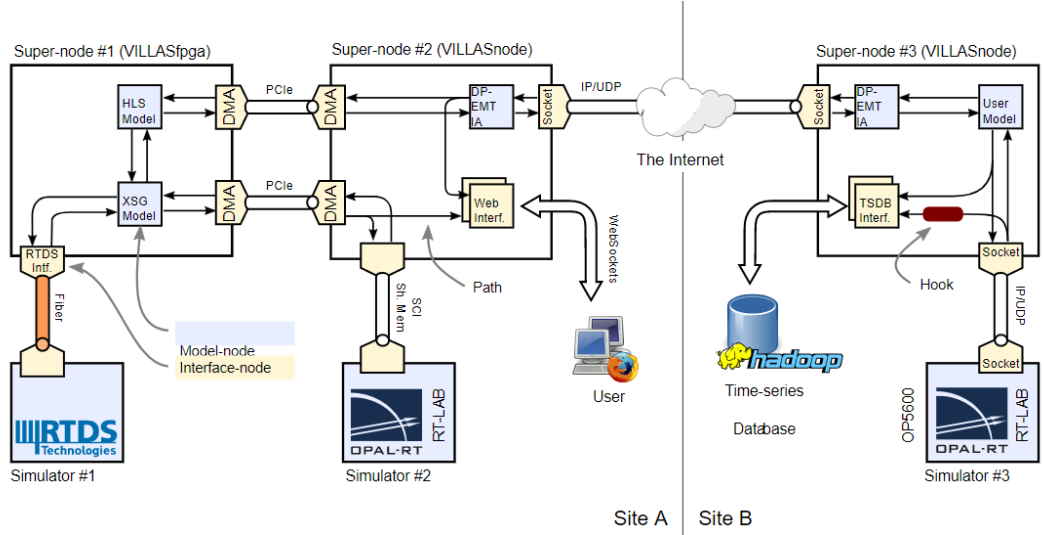 Super-node #1 (VILLASfpga)
Super-node #2 (VILLASnode)
Super-node #3 (VILLASnode)
HLS
Model
DMA
PCIe
DMA
DP-
EMT
IA
Socket
IP/UDP
The Internet
Socket
DP-
EMT
IA
User
Model
XSG
Model
DMA
PCIe
DMA
Web
Interf.
WebSockets
TSDB
Interf.
Hook
RTDS
Intf.
Fiber
Path
SCI
Sh. Mem
Socket
IP/UDP
Socket
Model-node
Interface-node
RTDS
Technologies
Simulator #1
OPAL-RT
RT-LAB
Simulator #2
User
hadoop
Time-series
Database
OP5600
OPAL-RT
RT-LAB
Simulator #3
Site A
Site B